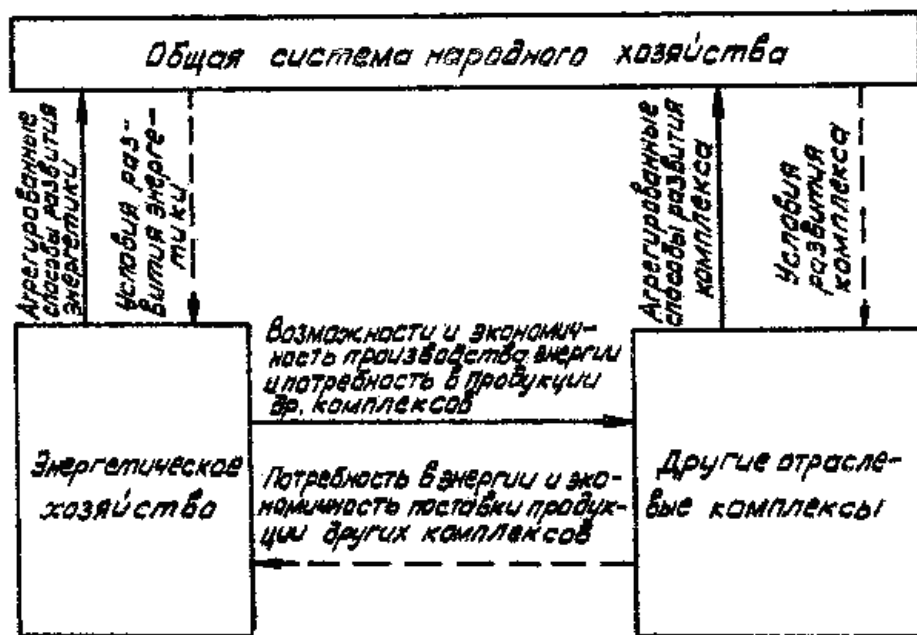 Общая система народного хозяйства
Агрегированные
способы развития
энергетики
Условия раз-
вития энерге-
тики
Агрегированные
способы развития
комплекса
Условия
развития
комплекса
Возможности и экономич-
ность производства энергии
и потребность в продукции
др. комплексов
Энергетическое
хозяйство
Потребность в энергии и эко-
номичность поставки продук-
ции других комплексов
Другие отрасле-
вые комплексы